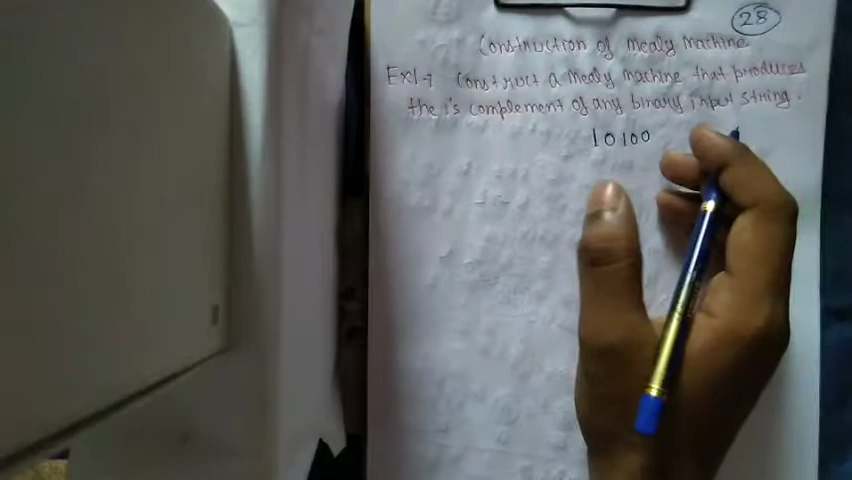 28
Construction of mealy Machine
Ex1→ Construct a mealy machine that produces
the 1's complement of any binary input string.
10100